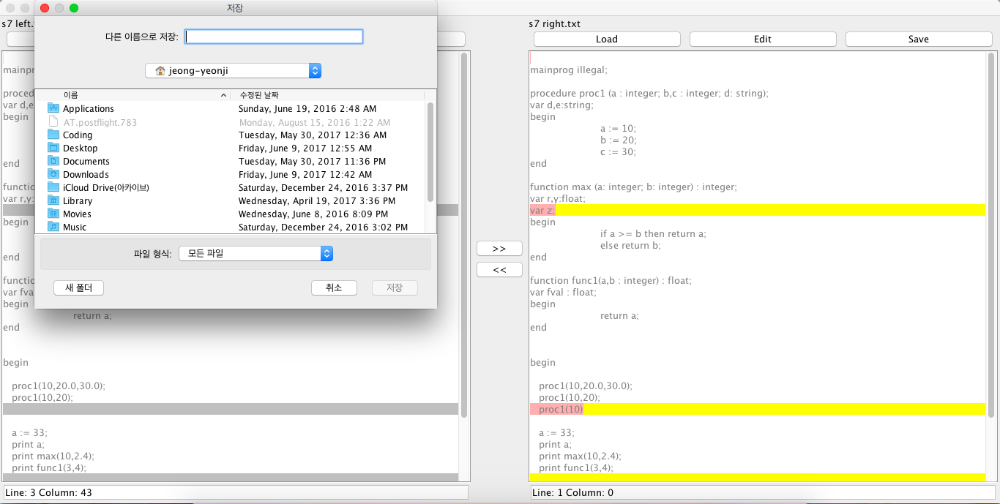 저장
다른 이름으로 저장:
jeong-yeonji
이름 수정된 날짜
Applications Sunday, June 19, 2016 2:48 AM
AT.postflight.783 Monday, August 15, 2016 1:22 AM
Coding Tuesday, May 30, 2017 12:36 AM
Desktop Friday, June 9, 2017 12:55 AM
Documents Tuesday, May 30, 2017 11:36 PM
Downloads Friday, June 9, 2017 12:42 AM
iCloud Drive(아카이브) Saturday, December 24, 2016 3:37 PM
Library Wednesday, April 19, 2017 3:36 PM
Movies Wednesday, June 8, 2016 8:09 PM
Music Saturday, December 24, 2016 3:02 PM
파일 형식: 모든 파일
새 폴더 취소 저장
s7 left.
mainpro
proced
var d,e
begin
end
functio
var r,y:
begin
end
functio
var fva
begin
return a;
end
begin
proc1(10,20.0,30.0);
proc1(10,20);
a := 33;
print a;
print max(10,2.4);
print func1(3,4);
Line: 3 Column: 43
>>
<<
s7 right.txt
Load Edit Save
mainprog illegal;
procedure proc1 (a : integer; b,c : integer; d: string);
var d,e:string;
begin
a := 10;
b := 20;
c := 30;
end
function max (a: integer; b: integer) : integer;
var r,y:float;
var z;
begin
if a >= b then return a;
else return b;
end
function func1(a,b : integer) : float;
var fval : float;
begin
return a;
end
begin
proc1(10,20.0,30.0);
proc1(10,20);
proc1(10)
a := 33;
print a;
print max(10,2.4);
print func1(3,4);
Line: 1 Column: 0